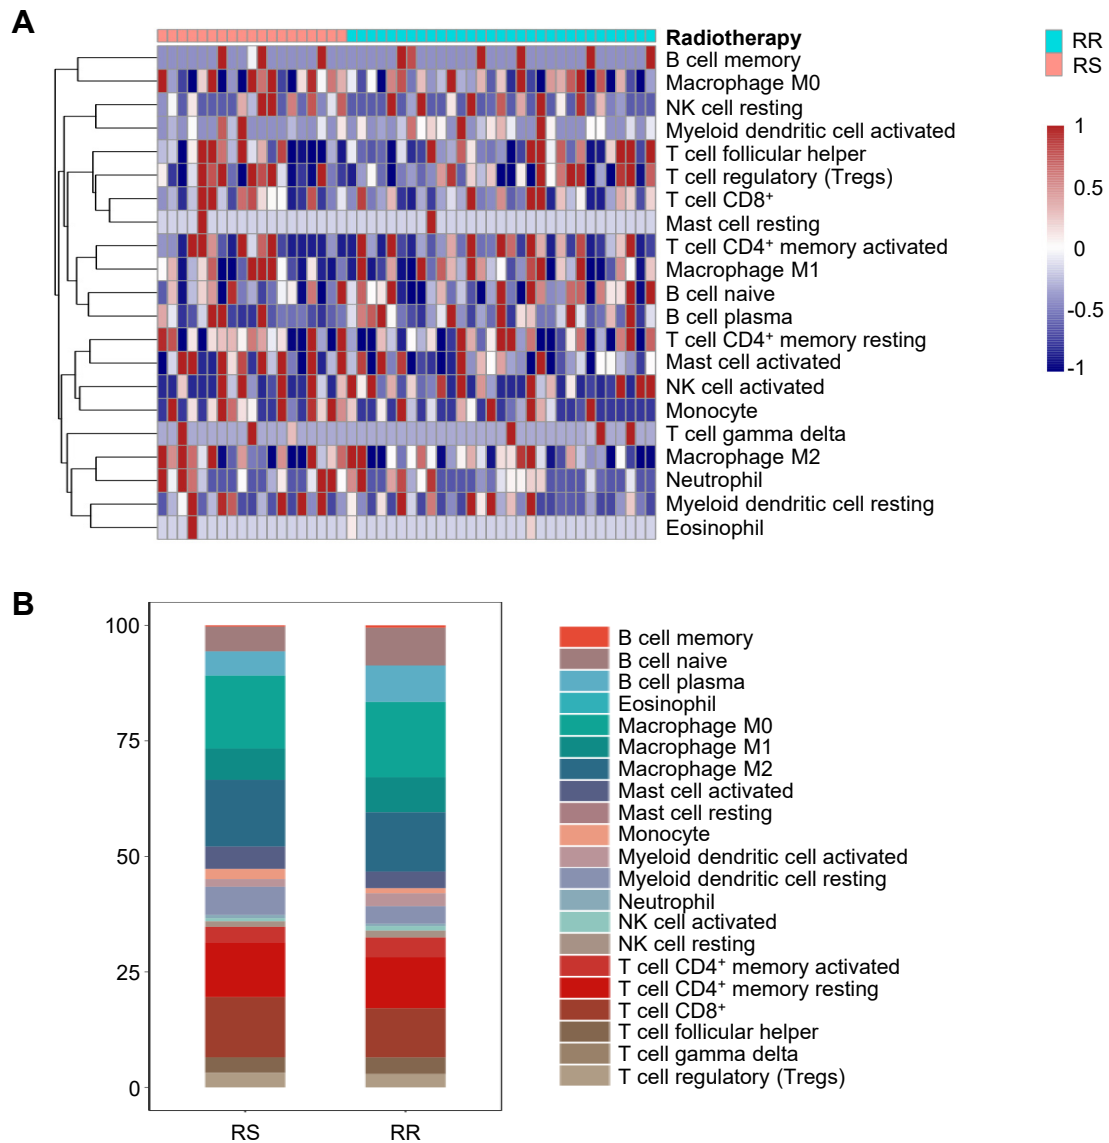 A
Radiotherapy
B cell memory
Macrophage M0
NK cell resting
Myeloid dendritic cell activated
T cell follicular helper
T cell regulatory (Tregs)
T cell CD8⁺
Mast cell resting
T cell CD4⁺ memory activated
Macrophage M1
B cell naive
B cell plasma
T cell CD4⁺ memory resting
Mast cell activated
NK cell activated
Monocyte
T cell gamma delta
Macrophage M2
Neutrophil
Myeloid dendritic cell resting
Eosinophil
RR
RS
1
0.5
0
-0.5
-1
B
100
75
50
25
0
RS
RR
B cell memory
B cell naive
B cell plasma
Eosinophil
Macrophage M0
Macrophage M1
Macrophage M2
Mast cell activated
Mast cell resting
Monocyte
Myeloid dendritic cell activated
Myeloid dendritic cell resting
Neutrophil
NK cell activated
NK cell resting
T cell CD4⁺ memory activated
T cell CD4⁺ memory resting
T cell CD8⁺
T cell follicular helper
T cell gamma delta
T cell regulatory (Tregs)